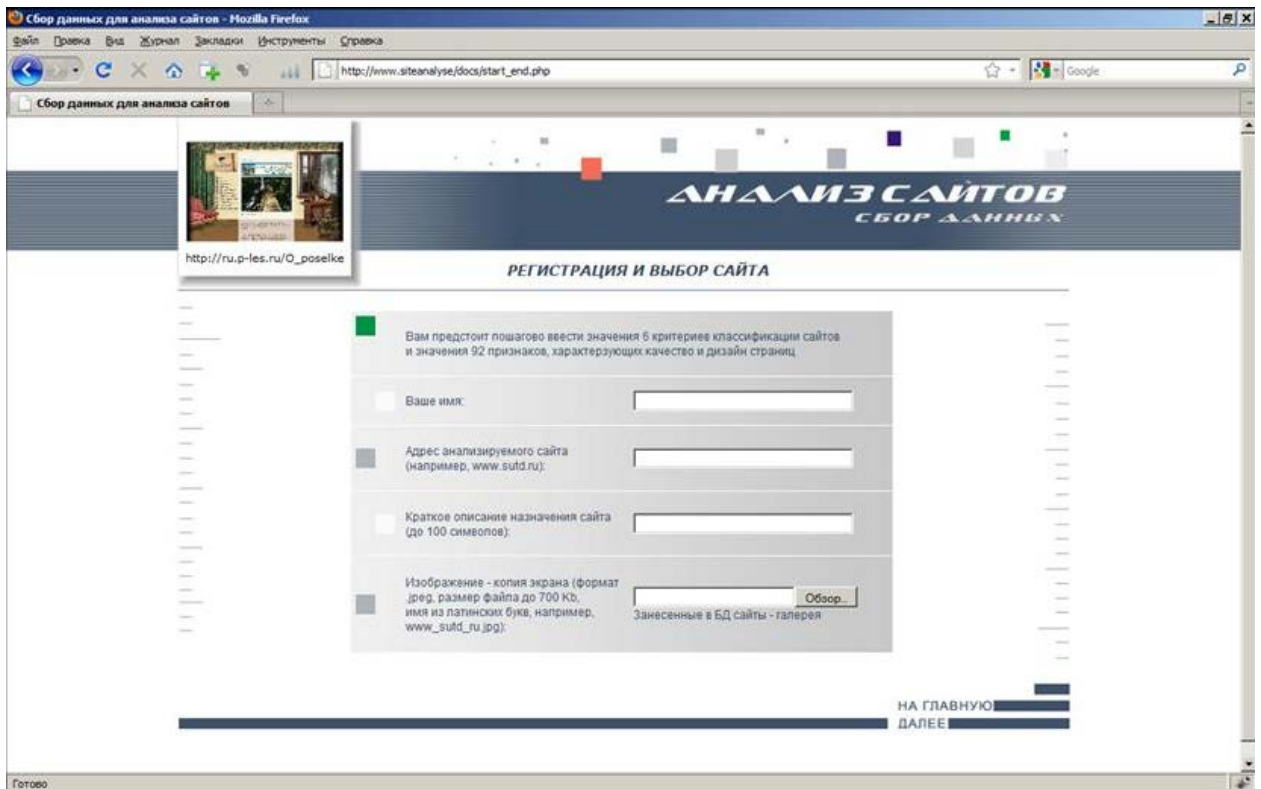 Сбор данных для анализа сайтов - Mozilla Firefox
Файл Правка Вид Журнал Закладки Инструменты Справка
http://www.siteanalyse/docs/start_end.php
Google
Сбор данных для анализа сайтов
АНАЛИЗ САЙТОВ
СБОР ДАННЫХ
http://ru.p-les.ru/O_poselke
РЕГИСТРАЦИЯ И ВЫБОР САЙТА
Вам предстоит пошагово ввести значения 6 критериев классификации сайтов
и значения 92 признаков, характерзующих качество и дизайн страниц
Ваше имя:
Адрес анализируемого сайта
(например, www.sutd.ru):
Краткое описание назначения сайта
(до 100 символов):
Изображение - копия экрана (формат
.jpeg, размер файла до 700 Kb,
имя из латинских букв, например,
www_sutd_ru.jpg):
Обзор...
Занесенные в БД сайты - галерея
НА ГЛАВНУЮ
ДАЛЕЕ
Готово